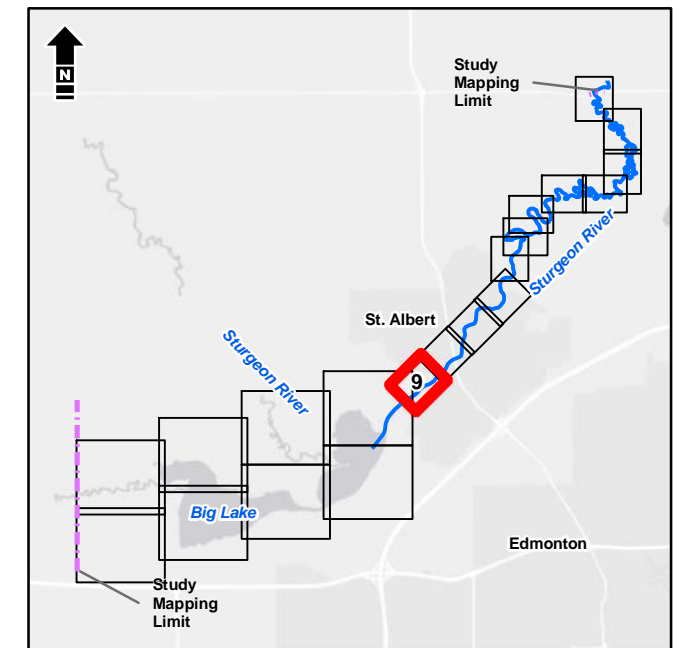 N
Study
Mapping
Limit
Sturgeon River
St. Albert
Sturgeon River
9
Big Lake
Edmonton
Study
Mapping
Limit